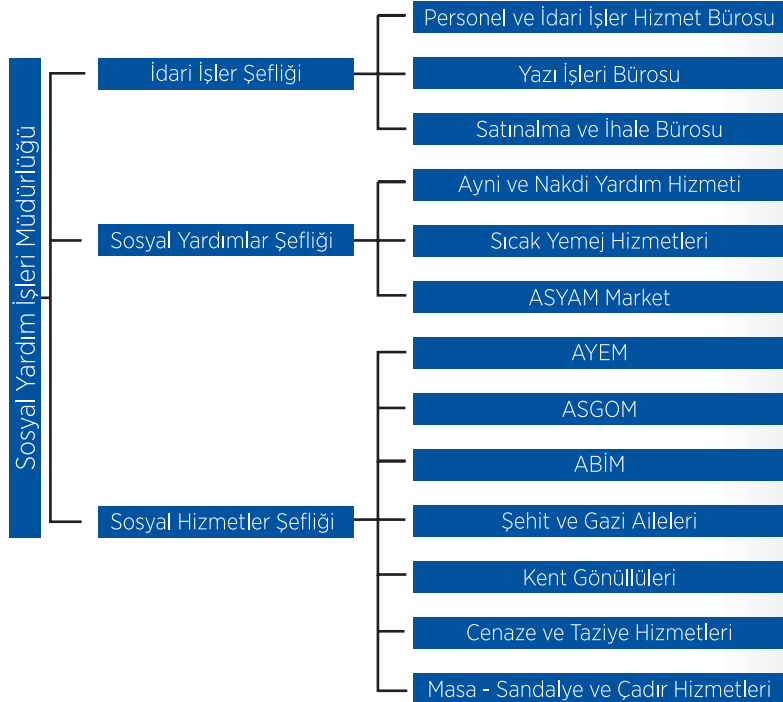 Sosyal Yardım İşleri Müdürlüğü
İdari İşler Şefliği
Personel ve İdari İşler Hizmet Bürosu
Yazı İşleri Bürosu
Satınalma ve İhale Bürosu
Sosyal Yardımlar Şefliği
Ayni ve Nakdi Yardım Hizmeti
Sıcak Yemej Hizmetleri
ASYAM Market
Sosyal Hizmetler Şefliği
AYEM
ASGOM
ABİM
Şehit ve Gazi Aileleri
Kent Gönüllüleri
Cenaze ve Taziye Hizmetleri
Masa - Sandalye ve Çadır Hizmetleri